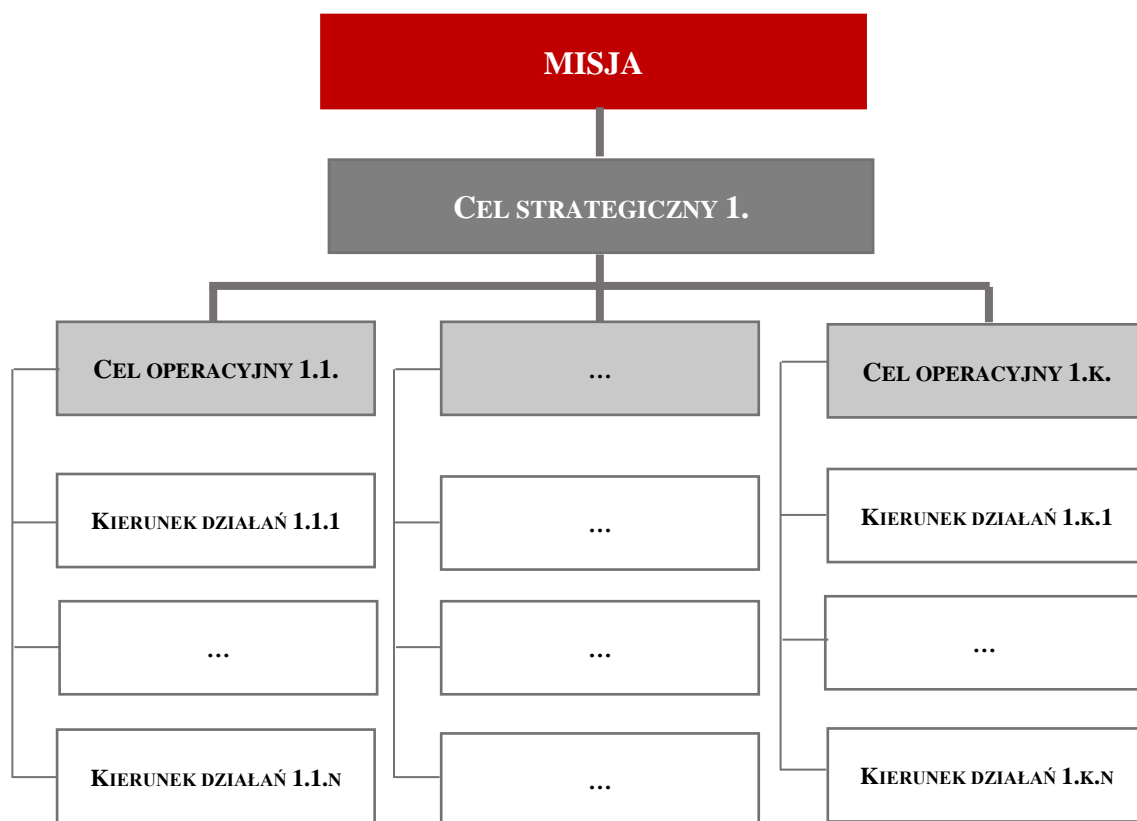 MISJA
CEL STRATEGICZNY 1.
CEL OPERACYJNY 1.1.
...
CEL OPERACYJNY 1.K.
KIERUNEK DZIAŁAŃ 1.1.1
...
KIERUNEK DZIAŁAŃ 1.K.1
...
...
...
KIERUNEK DZIAŁAŃ 1.1.N
...
KIERUNEK DZIAŁAŃ 1.K.N